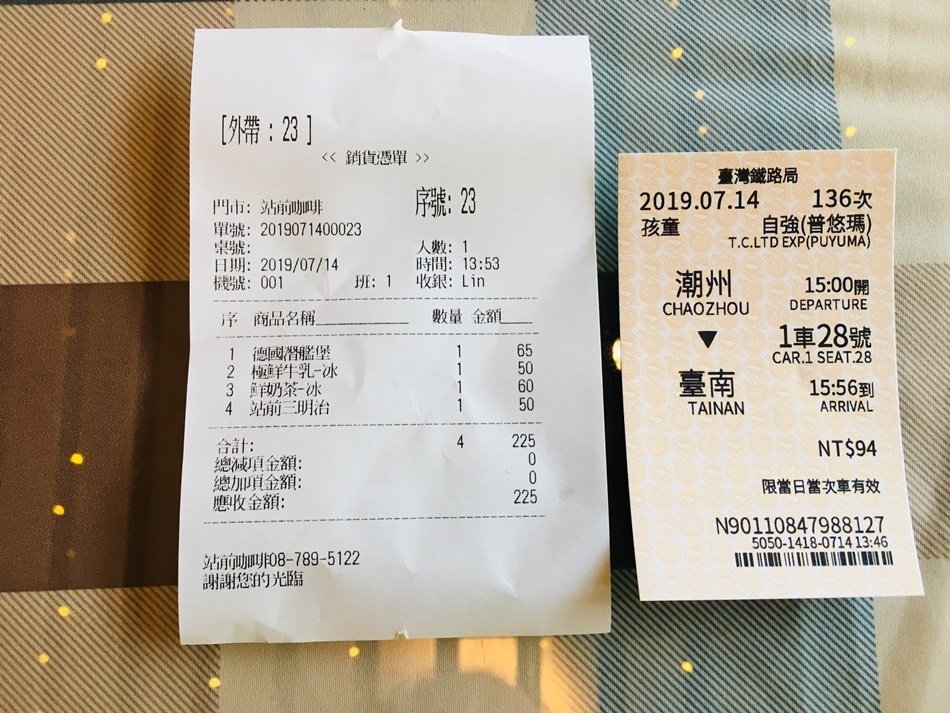 [外帶 : 23 ]
<< 銷貨憑單 >>
門市: 站前咖啡 序號: 23
單號: 2019071400023
桌號: 人數: 1
日期: 2019/07/14 時間: 13:53
機號: 001 班: 1 收銀: Lin
序 商品名稱 數量 金額
1 德國潛艦堡 1 65
2 極鮮牛乳-冰 1 50
3 鮮奶茶-冰 1 60
4 站前三明治 1 50
合計: 4 225
總減項金額: 0
總加項金額: 0
應收金額: 225
站前咖啡08-789-5122
謝謝您的光臨
臺灣鐵路局
2019.07.14 136次
孩童 自強(普悠瑪)
T.C.LTD EXP(PUYUMA)
潮州 15:00開
CHAOZHOU DEPARTURE
▼ 1車28號
CAR.1 SEAT.28
臺南 15:56到
TAINAN ARRIVAL
NT$94
限當日當次車有效
N90110847988127
5050-1418-0714 13:46